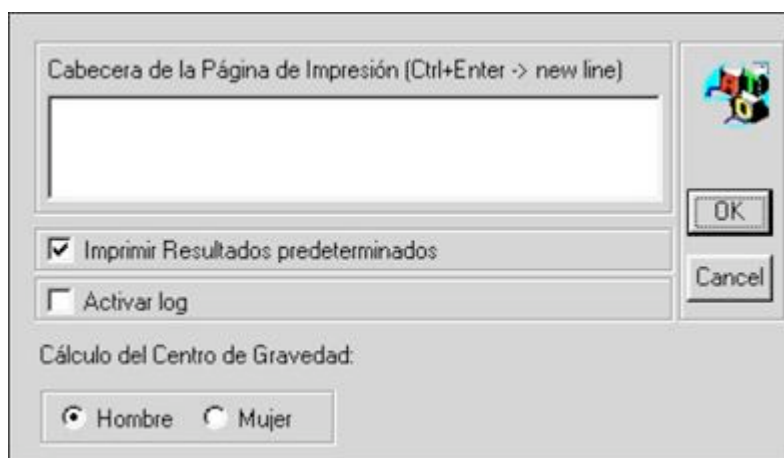 Cabecera de la Página de Impresión (Ctrl+Enter -> new line)
OK
Imprimir Resultados predeterminados
Cancel
Activar log
Cálculo del Centro de Gravedad:
Hombre Mujer